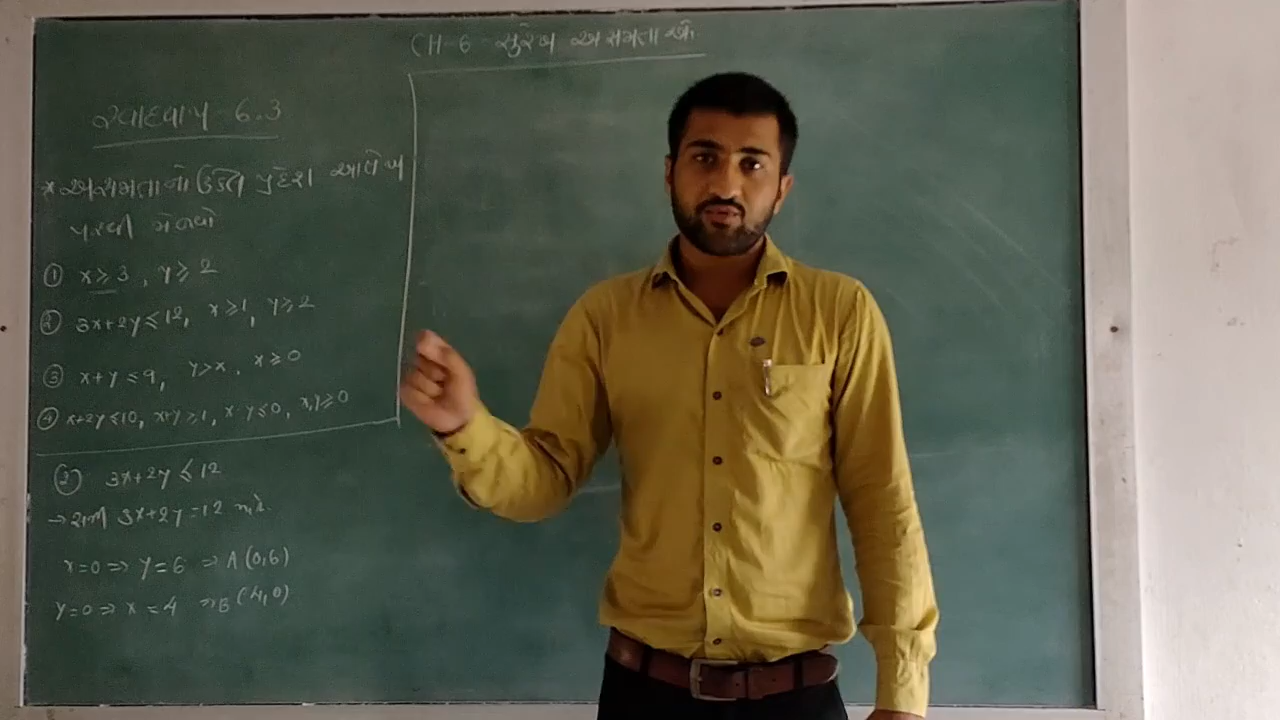 CH-6 સુરેખ અસમતાઓ
સ્વાધ્યાય - 6.3
* અસમતાનો ઉકેલ પ્રદેશ આલેખ
પરથી મેળવો
① x ≥ 3, y ≥ 2
② 3x+2y ≤ 12, x ≥ 1, y ≥ 2
③ x+y ≤ 9, y > x, x ≥ 0
④ x+2y ≤ 10, x+y ≥ 1, x-y ≤ 0, x,y ≥ 0
② 3x+2y ≤ 12
→ 3x+2y = 12
x=0 ⇒ y=6 ⇒ A(0,6)
y=0 ⇒ x=4 ⇒ B(4,0)